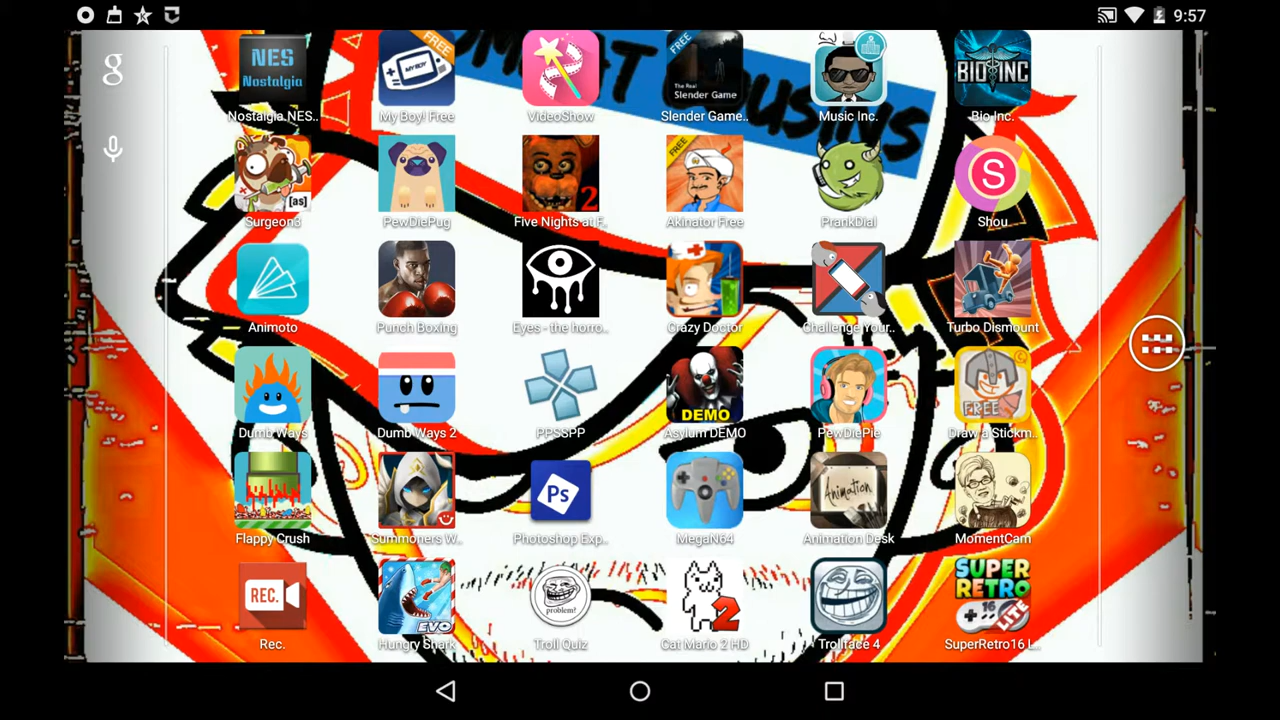 9:57
g
OMBAT COUSINS
NES
Nostalgia
FREE
MY BOY!
FREE
The Real
Slender Game
BIO INC
Nostalgia NES..
My Boy! Free
VideoShow
Slender Game..
Music Inc.
Bio Inc.
[as]
2
FREE
S
Surgeon3
PewDiePug
Five Nights at F..
Akinator Free
PrankDial
Shou
Animoto
Punch Boxing
Eyes - the horro..
Crazy Doctor
Challenge Your..
Turbo Dismount
DEMO
FREE
Dumb Ways
Dumb Ways 2
PPSSPP
Asylum DEMO
PewDiePie
Draw a Stickm..
Ps
Animation
Flappy Crush
Summoners W..
Photoshop Exp..
MegaN64
Animation Desk
MomentCam
REC.
EVO
problem?
2
SUPER
RETRO
16
LITE
Rec.
Hungry Shark
Troll Quiz
Cat Mario 2 HD
Trollface 4
SuperRetro16 L..